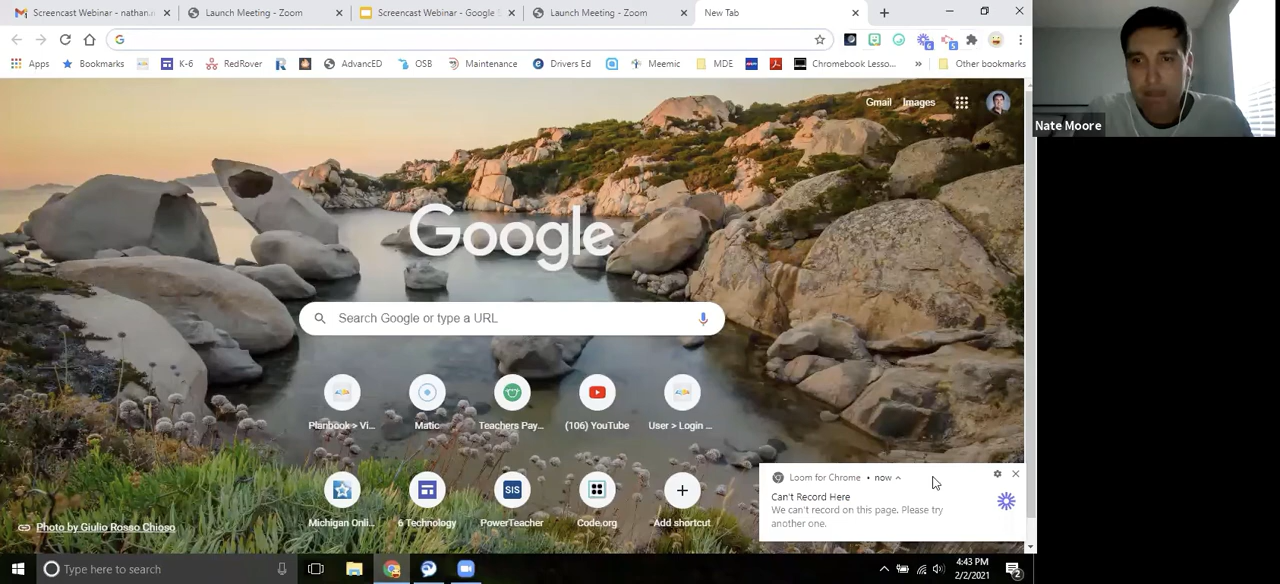 Screencast Webinar - nathan.r
Launch Meeting - Zoom
Screencast Webinar - Google S
Launch Meeting - Zoom
New Tab
Nate Moore
Apps
Bookmarks
K-6
RedRover
AdvancED
OSB
Maintenance
Drivers Ed
Meemic
MDE
Chromebook Lesso...
»
Other bookmarks
Gmail
Images
Google
Search Google or type a URL
Planbook > Vi...
Matic
Teachers Pay...
(106) YouTube
User > Login ...
SIS
Michigan Onli...
6 Technology
PowerTeacher
Code.org
Add shortcut
Photo by Giulio Rosso Chioso
Loom for Chrome • now
Can't Record Here
We can't record on this page. Please try
another one.
Type here to search
4:43 PM
2/2/2021
2